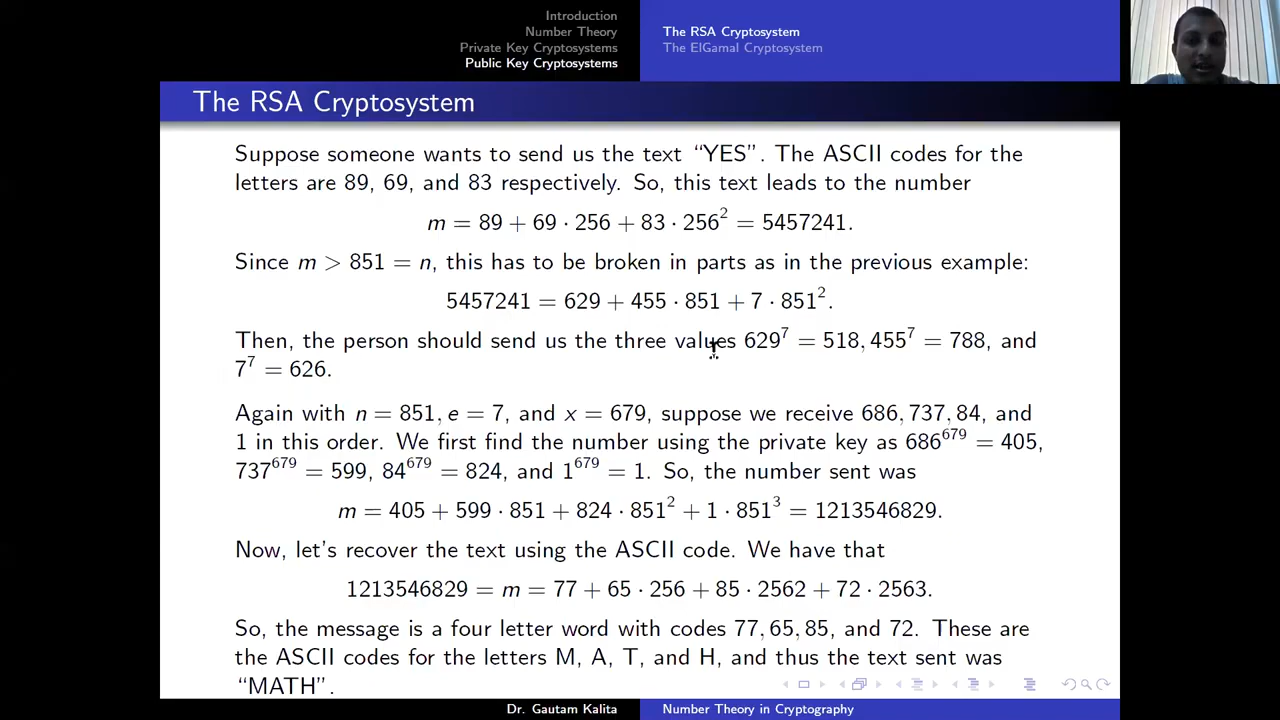 Introduction
Number Theory
Private Key Cryptosystems
Public Key Cryptosystems
The RSA Cryptosystem
The ElGamal Cryptosystem
The RSA Cryptosystem
Suppose someone wants to send us the text “YES”. The ASCII codes for the
letters are 89, 69, and 83 respectively. So, this text leads to the number
m = 89 + 69 · 256 + 83 · 256² = 5457241.
Since m > 851 = n, this has to be broken in parts as in the previous example:
5457241 = 629 + 455 · 851 + 7 · 851².
Then, the person should send us the three values 629⁷ = 518, 455⁷ = 788, and
7⁷ = 626.
Again with n = 851, e = 7, and x = 679, suppose we receive 686, 737, 84, and
1 in this order. We first find the number using the private key as 686⁶⁷⁹ = 405,
737⁶⁷⁹ = 599, 84⁶⁷⁹ = 824, and 1⁶⁷⁹ = 1. So, the number sent was
m = 405 + 599 · 851 + 824 · 851² + 1 · 851³ = 1213546829.
Now, let's recover the text using the ASCII code. We have that
1213546829 = m = 77 + 65 · 256 + 85 · 2562 + 72 · 2563.
So, the message is a four letter word with codes 77, 65, 85, and 72. These are
the ASCII codes for the letters M, A, T, and H, and thus the text sent was
“MATH”.
Dr. Gautam Kalita
Number Theory in Cryptography